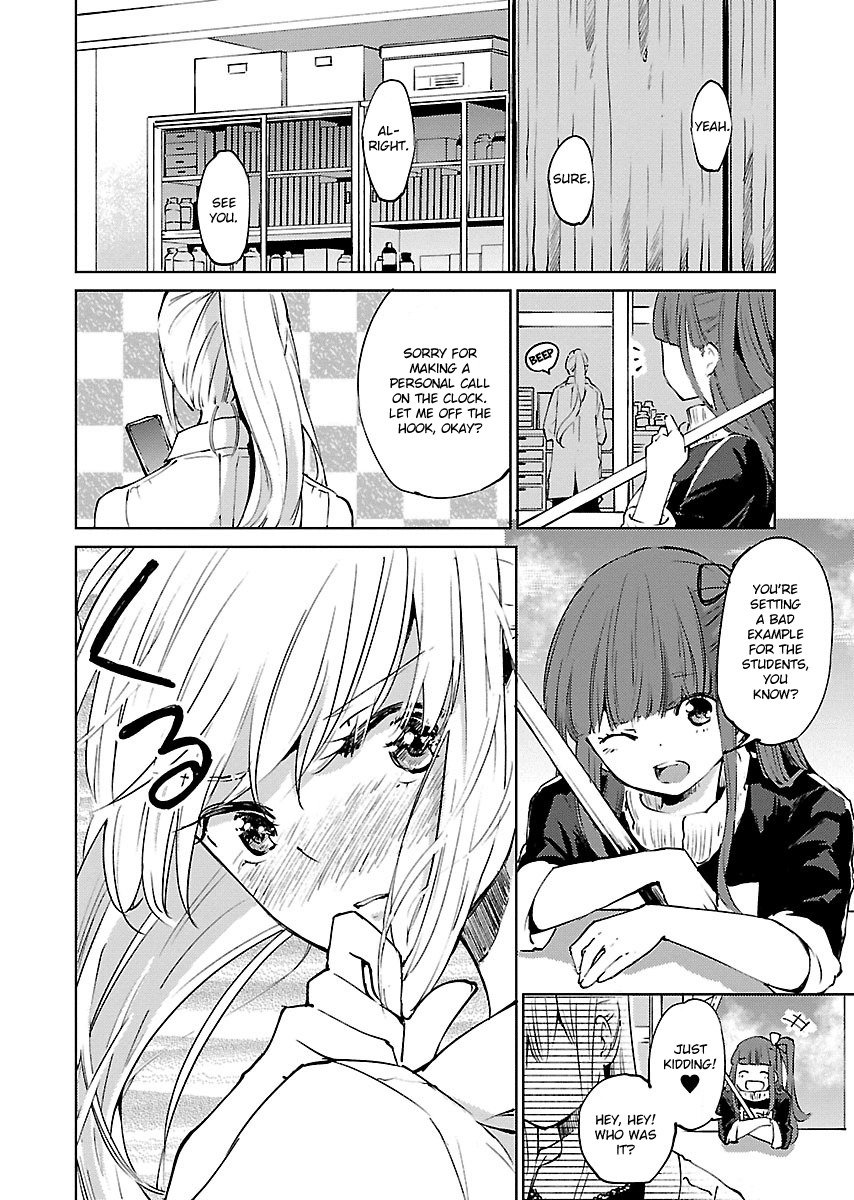 YEAH.
SURE.
AL-
RIGHT.
SEE
YOU.
BEEP
SORRY FOR
MAKING A
PERSONAL CALL
ON THE CLOCK.
LET ME OFF THE
HOOK, OKAY?
YOU'RE
SETTING
A BAD
EXAMPLE
FOR THE
STUDENTS,
YOU
KNOW?
JUST
KIDDING!
♥
HEY, HEY!
WHO WAS
IT?
くる